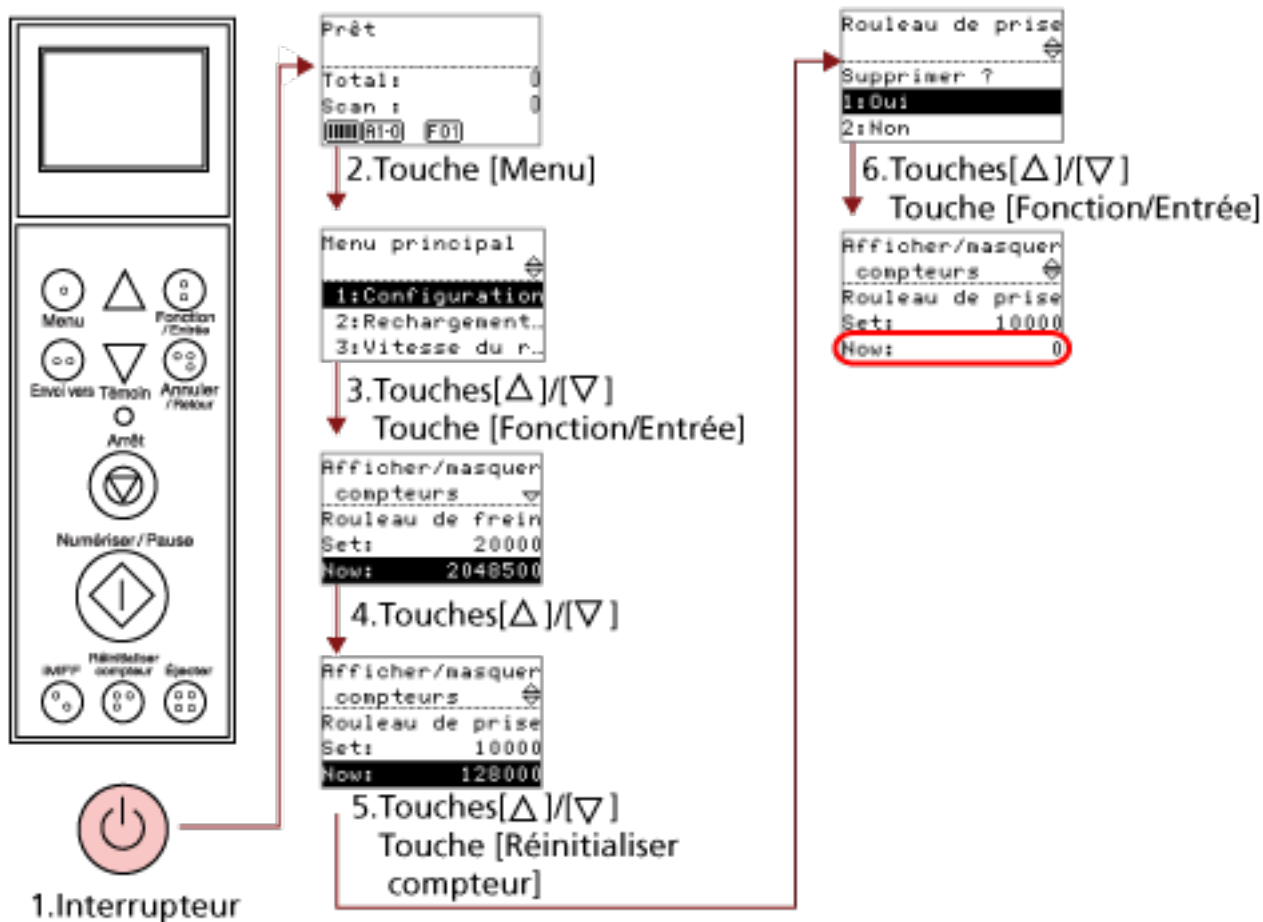 Menu
Fonction
/Entrée
Envoi vers
Témoin
Annuler
/Retour
Arrêt
Numériser/Pause
Réinitialiser
compteur
Éjecter
1.Interrupteur
Prêt
Total: 0
Scan : 0
A1-0 F01
2.Touche [Menu]
Menu principal
1:Configuration
2:Rechargement..
3:Vitesse du r..
3.Touches[△]/[▽]
Touche [Fonction/Entrée]
Afficher/masquer
compteurs
Rouleau de frein
Set: 20000
Now: 2048500
4.Touches[△]/[▽]
Afficher/masquer
compteurs
Rouleau de prise
Set: 10000
Now: 128000
5.Touches[△]/[▽]
Touche [Réinitialiser
compteur]
Rouleau de prise
Supprimer ?
1:Oui
2:Non
6.Touches[△]/[▽]
Touche [Fonction/Entrée]
Afficher/masquer
compteurs
Rouleau de prise
Set: 10000
Now: 0